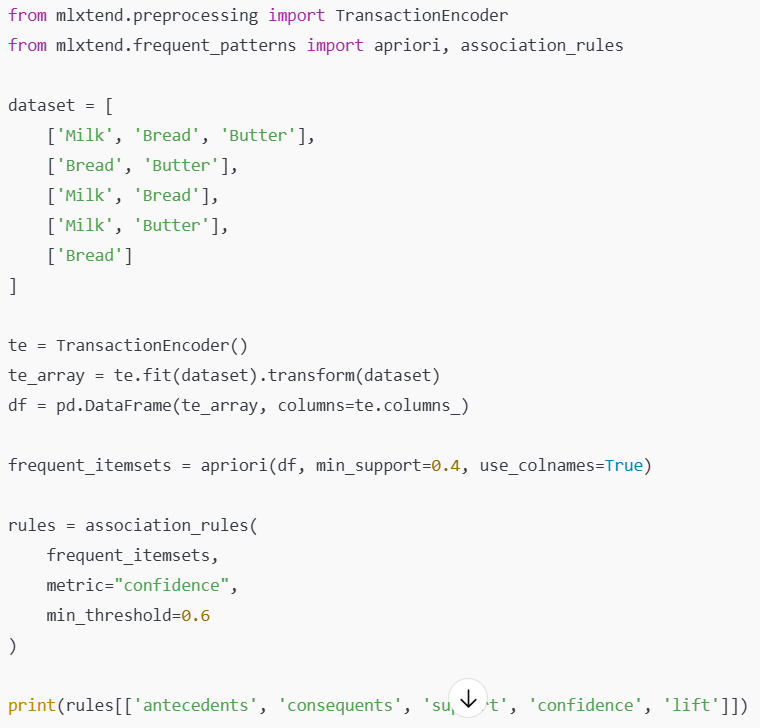 from mlxtend.preprocessing import TransactionEncoder
from mlxtend.frequent_patterns import apriori, association_rules
dataset = [
    ['Milk', 'Bread', 'Butter'],
    ['Bread', 'Butter'],
    ['Milk', 'Bread'],
    ['Milk', 'Butter'],
    ['Bread']
]
te = TransactionEncoder()
te_array = te.fit(dataset).transform(dataset)
df = pd.DataFrame(te_array, columns=te.columns_)
frequent_itemsets = apriori(df, min_support=0.4, use_colnames=True)
rules = association_rules(
    frequent_itemsets,
    metric="confidence",
    min_threshold=0.6
)
print(rules[['antecedents', 'consequents', 'confidence', 'lift']])